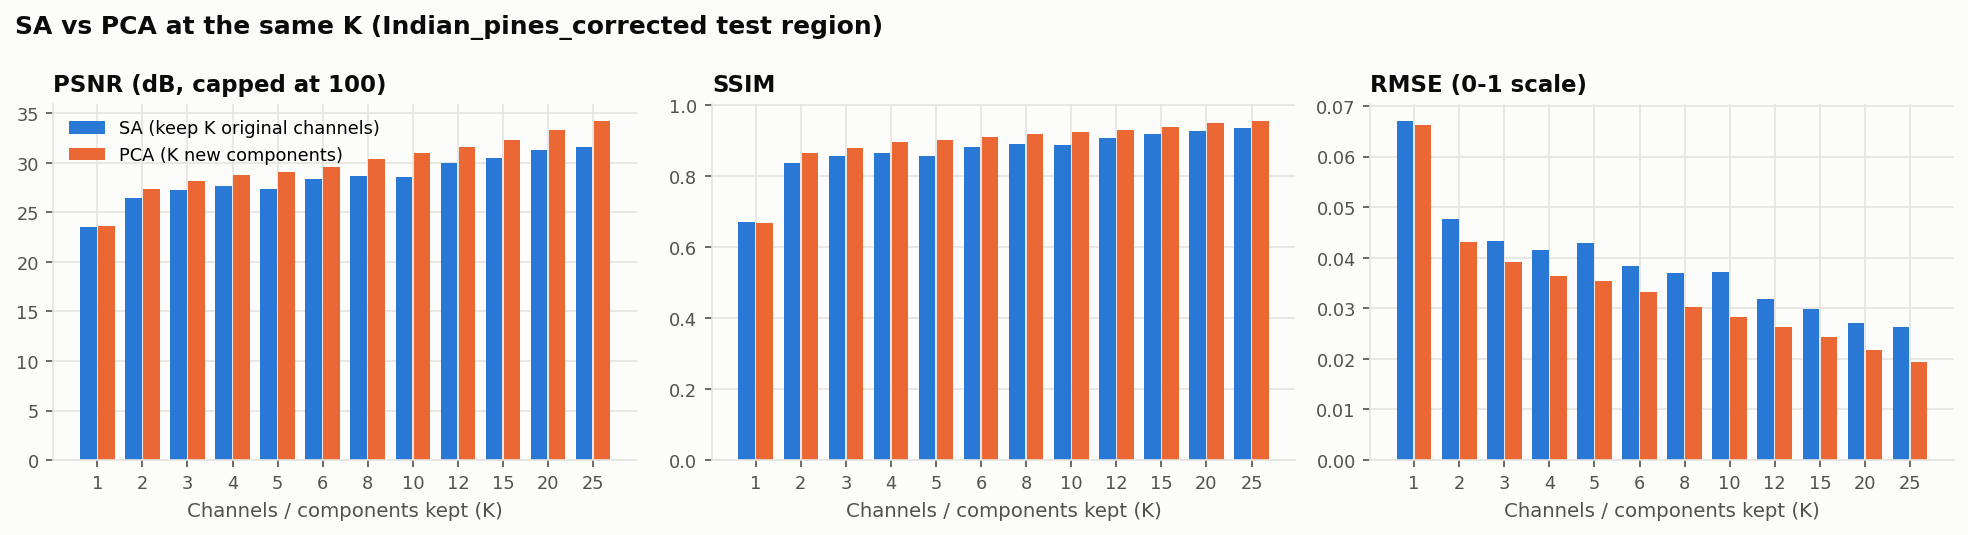 SA vs PCA at the same K (Indian_pines_corrected test region)
PSNR (dB, capped at 100)
35
30
25
20
15
10
5
0
SA (keep K original channels)
PCA (K new components)
1 2 3 4 5 6 8 10 12 15 20 25
Channels / components kept (K)
SSIM
1.0
0.8
0.6
0.4
0.2
0.0
1 2 3 4 5 6 8 10 12 15 20 25
Channels / components kept (K)
RMSE (0-1 scale)
0.07
0.06
0.05
0.04
0.03
0.02
0.01
0.00
1 2 3 4 5 6 8 10 12 15 20 25
Channels / components kept (K)